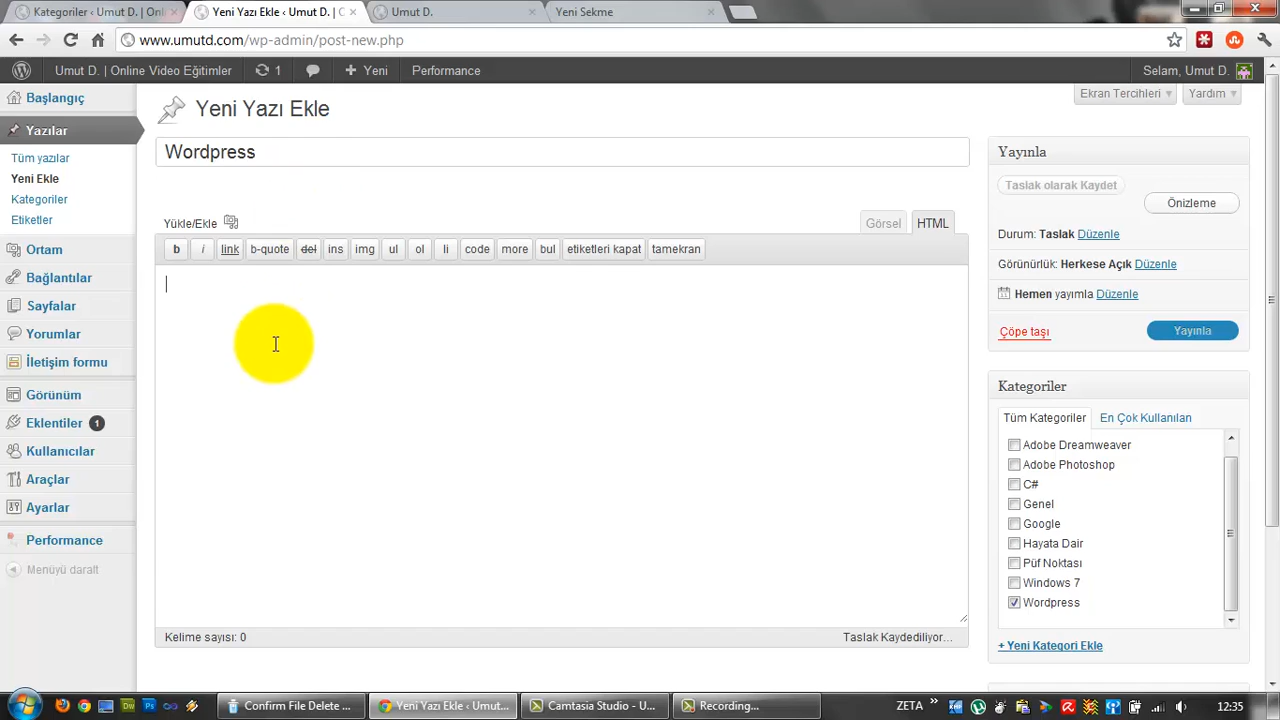 Kategoriler ‹ Umut D. | Onli
Yeni Yazı Ekle ‹ Umut D. | C
Umut D.
Yeni Sekme
www.umutd.com/wp-admin/post-new.php
Umut D. | Online Video Eğitimler
1
Yeni
Performance
Selam, Umut D.
Başlangıç
Yazılar
Tüm yazılar
Yeni Ekle
Kategoriler
Etiketler
Ortam
Bağlantılar
Sayfalar
Yorumlar
İletişim formu
Görünüm
Eklentiler 1
Kullanıcılar
Araçlar
Ayarlar
Performance
Menüyü daralt
Ekran Tercihleri
Yardım
Yeni Yazı Ekle
Wordpress
Yükle/Ekle
Görsel
HTML
b i link b-quote del ins img ul ol li code more bul etiketleri kapat tamekran
Kelime sayısı: 0
Taslak Kaydediliyor...
Yayınla
Taslak olarak Kaydet
Önizleme
Durum: Taslak Düzenle
Görünürlük: Herkese Açık Düzenle
Hemen yayımla Düzenle
Çöpe taşı
Yayınla
Kategoriler
Tüm Kategoriler
En Çok Kullanılan
Adobe Dreamweaver
Adobe Photoshop
C#
Genel
Google
Hayata Dair
Püf Noktası
Windows 7
Wordpress
+ Yeni Kategori Ekle
Confirm File Delete ...
Yeni Yazı Ekle ‹ Umut...
Camtasia Studio - U...
Recording...
ZETA
12:35